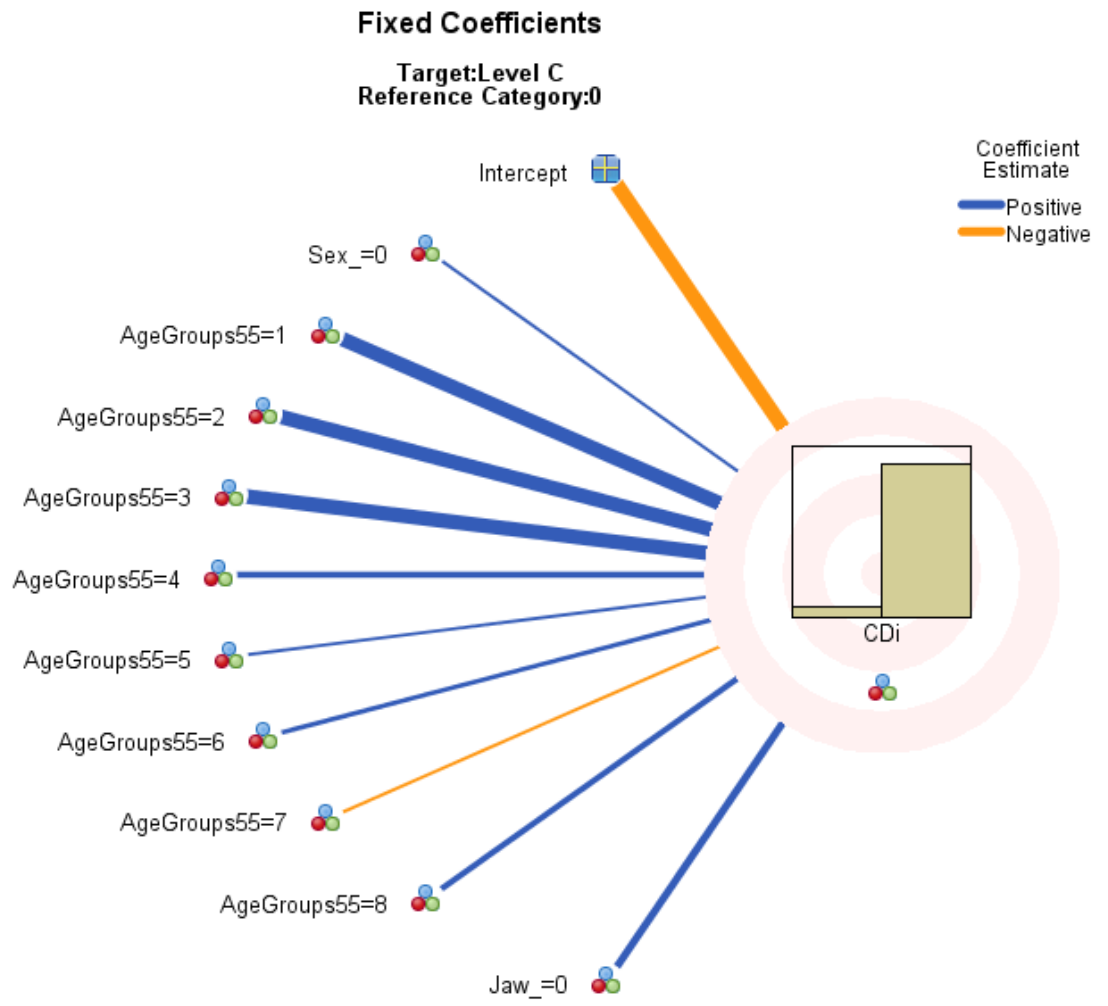 Fixed Coefficients
Target:Level C
Reference Category:0
Coefficient
Estimate
Positive
Negative
Intercept
Sex_=0
AgeGroups55=1
AgeGroups55=2
AgeGroups55=3
AgeGroups55=4
AgeGroups55=5
AgeGroups55=6
AgeGroups55=7
AgeGroups55=8
Jaw_=0
CDi